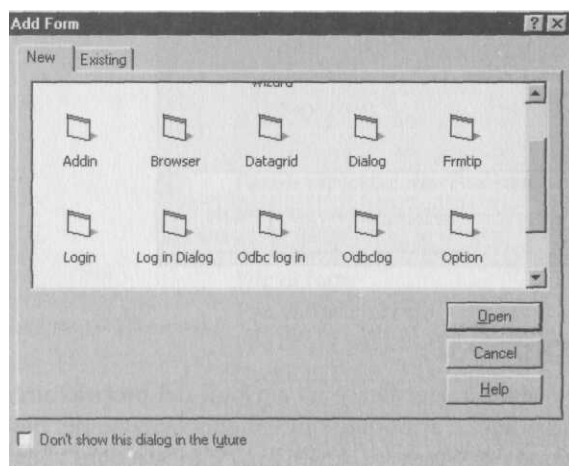 Add Form
New Existing
wizard
Addin Browser Datagrid Dialog Frmtip
Login Log in Dialog Odbc log in Odbclog Option
Open
Cancel
Help
Don't show this dialog in the future